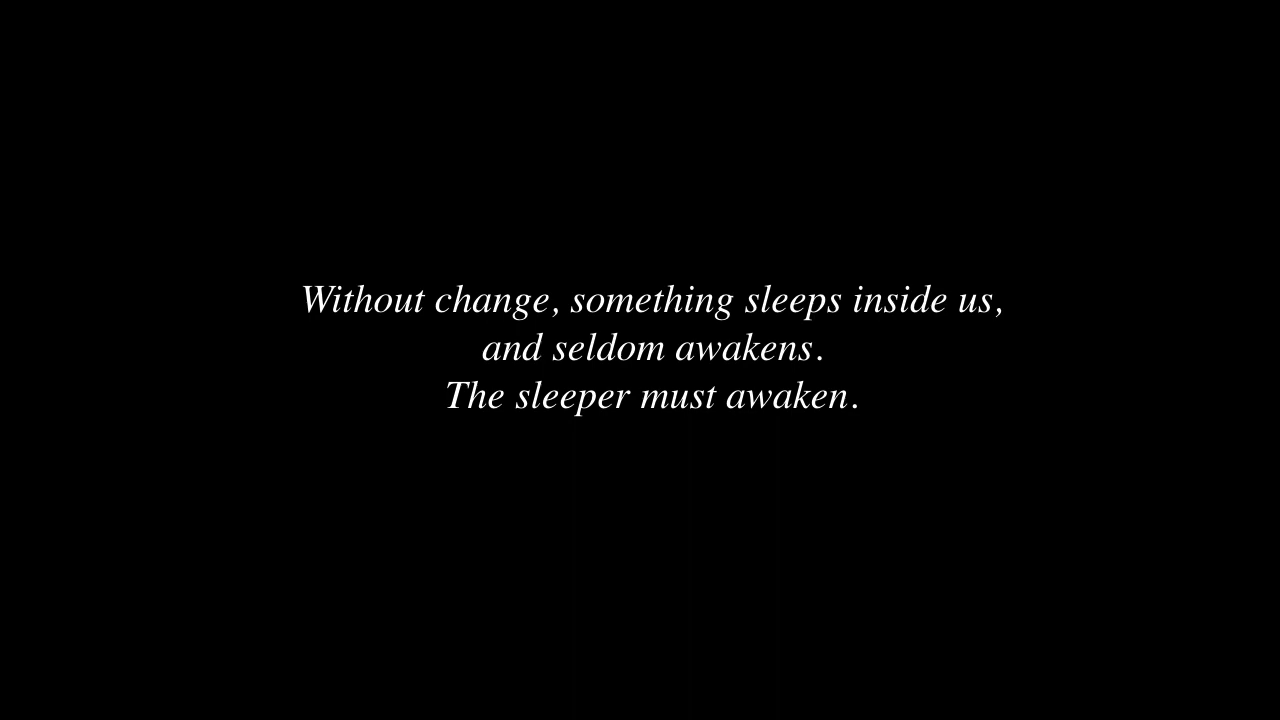 Without change, something sleeps inside us,
and seldom awakens.
The sleeper must awaken.